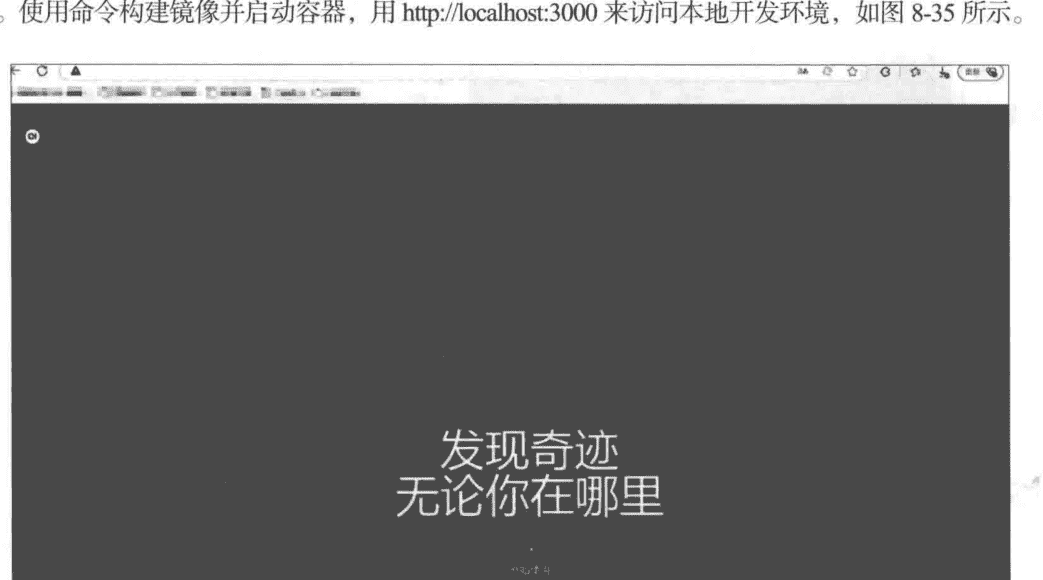 。使用命令构建镜像并启动容器，用 http://localhost:3000 来访问本地开发环境，如图 8-35 所示。
发现奇迹
无论你在哪里